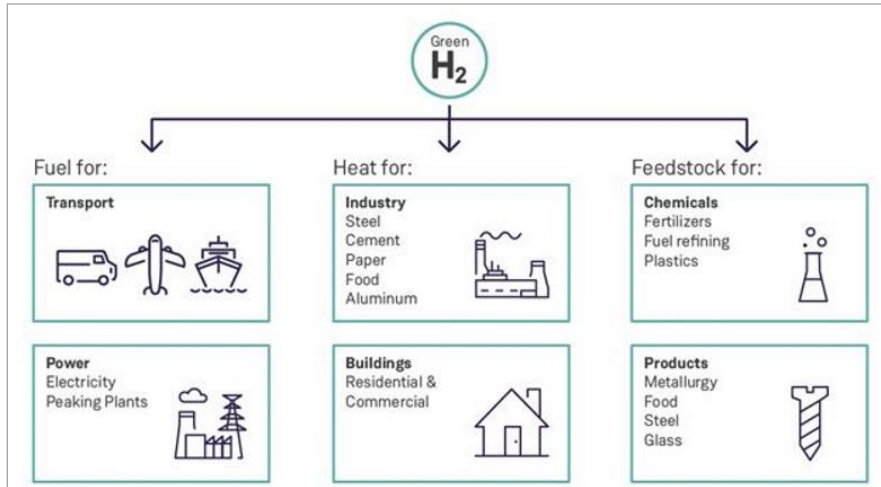 Green
H2
Fuel for:
Transport
Power
Electricity
Peaking Plants
Heat for:
Industry
Steel
Cement
Paper
Food
Aluminum
Buildings
Residential &
Commercial
Feedstock for:
Chemicals
Fertilizers
Fuel refining
Plastics
Products
Metallurgy
Food
Steel
Glass